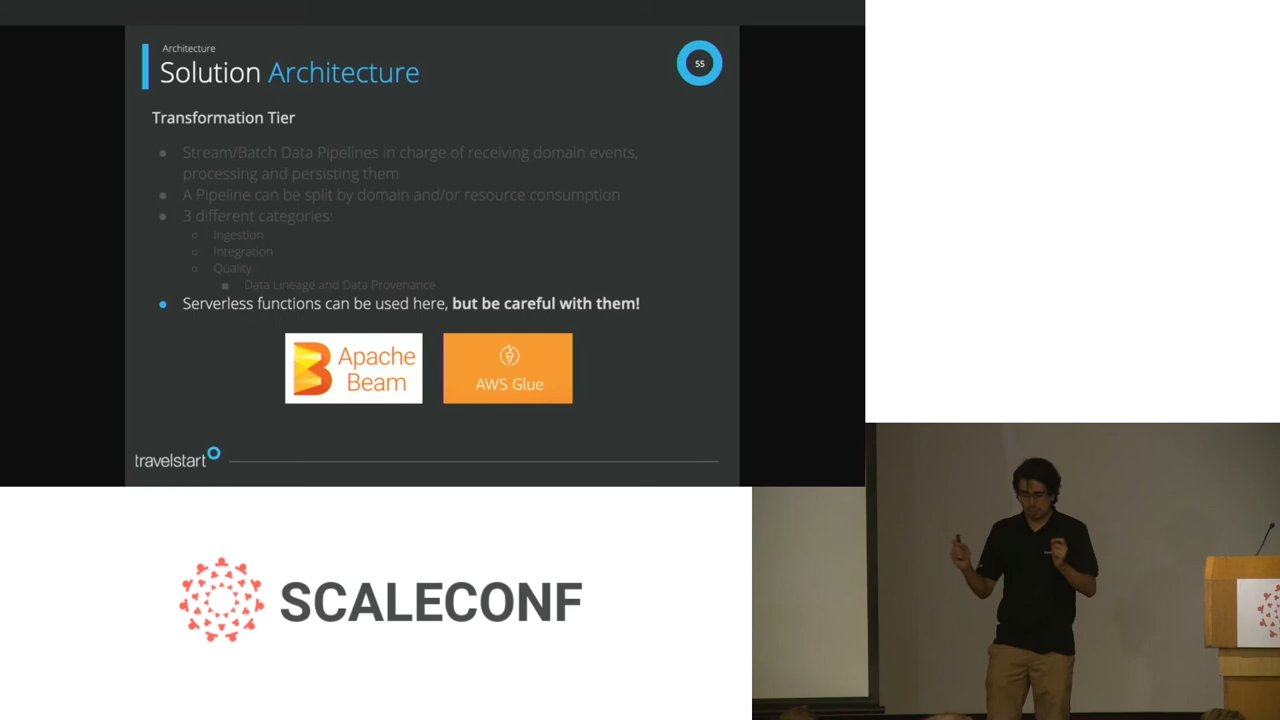 Architecture
Solution Architecture
55
Transformation Tier
● Stream/Batch Data Pipelines in charge of receiving domain events,
processing and persisting them
● A Pipeline can be split by domain and/or resource consumption
● 3 different categories:
○ Ingestion
○ Integration
○ Quality
■ Data Lineage and Data Provenance
● Serverless functions can be used here, but be careful with them!
Apache
Beam
AWS Glue
travelstart
SCALECONF